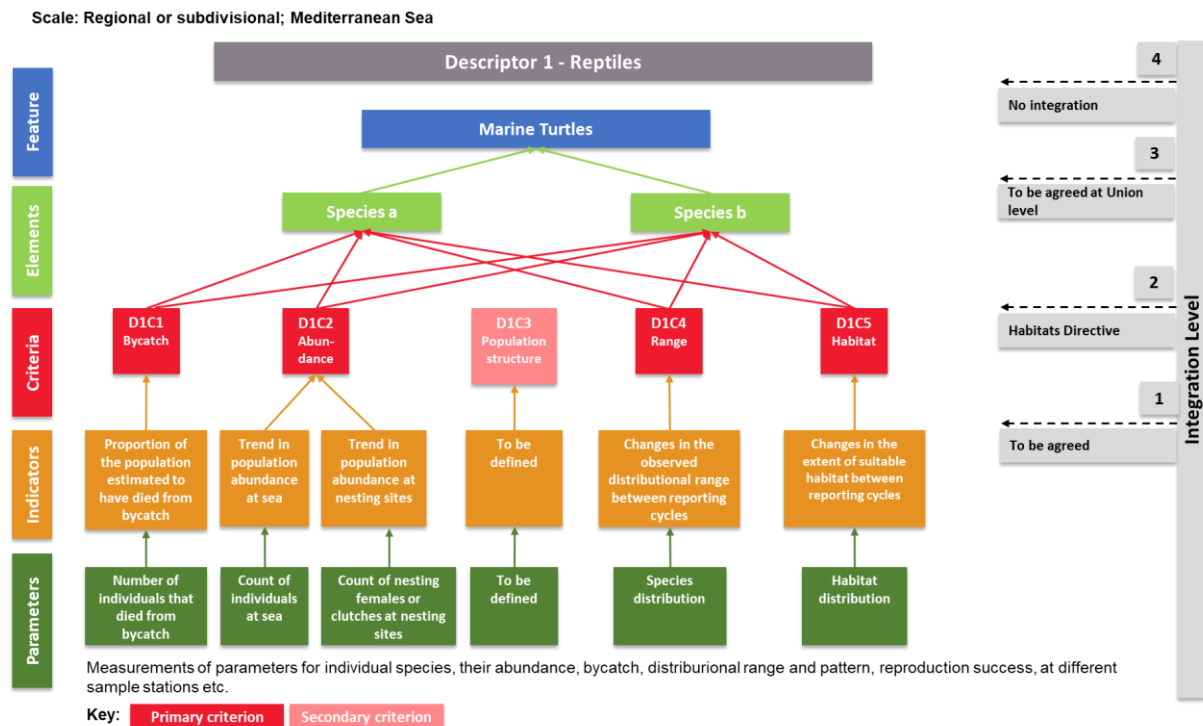 Scale: Regional or subdivisional; Mediterranean Sea
Descriptor 1 - Reptiles
4
No integration
Feature
Marine Turtles
3
To be agreed at Union
level
Elements
Species a
Species b
2
Habitats Directive
Criteria
D1C1
Bycatch
D1C2
Abun-
dance
D1C3
Population
structure
D1C4
Range
D1C5
Habitat
1
To be agreed
Integration Level
Indicators
Proportion of
the population
estimated to
have died from
bycatch
Trend in
population
abundance
at sea
Trend in
population
abundance at
nesting sites
To be
defined
Changes in the
observed
distributional range
between reporting
cycles
Changes in the
extent of suitable
habitat between
reporting cycles
Parameters
Number of
individuals that
died from
bycatch
Count of
individuals
at sea
Count of nesting
females or
clutches at nesting
sites
To be
defined
Species
distribution
Habitat
distribution
Measurements of parameters for individual species, their abundance, bycatch, distriburional range and pattern, reproduction success, at different
sample stations etc.
Key:
Primary criterion
Secondary criterion